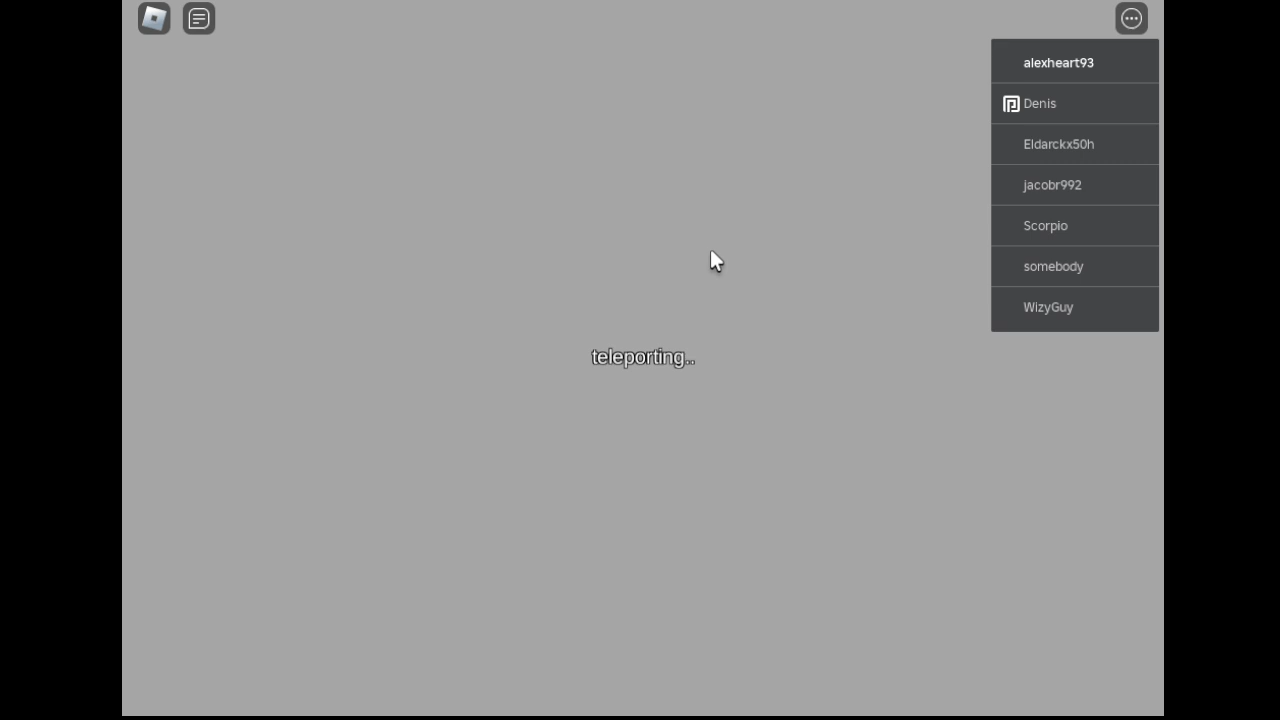 alexheart93
Denis
Eldarckx50h
jacobr992
Scorpio
somebody
WizyGuy
teleporting..